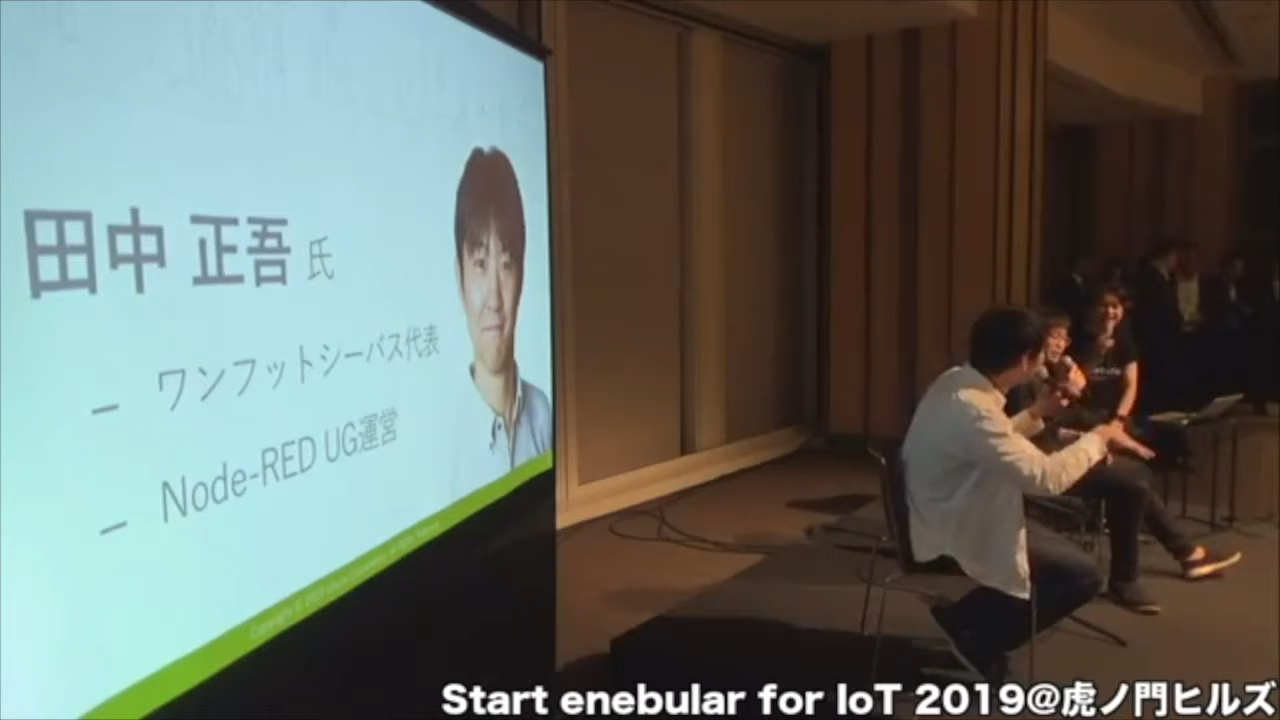 田中 正吾 氏
– ワンフットシーバス代表
– Node-RED UG運営
Start enebular for IoT 2019@虎ノ門ヒルズ